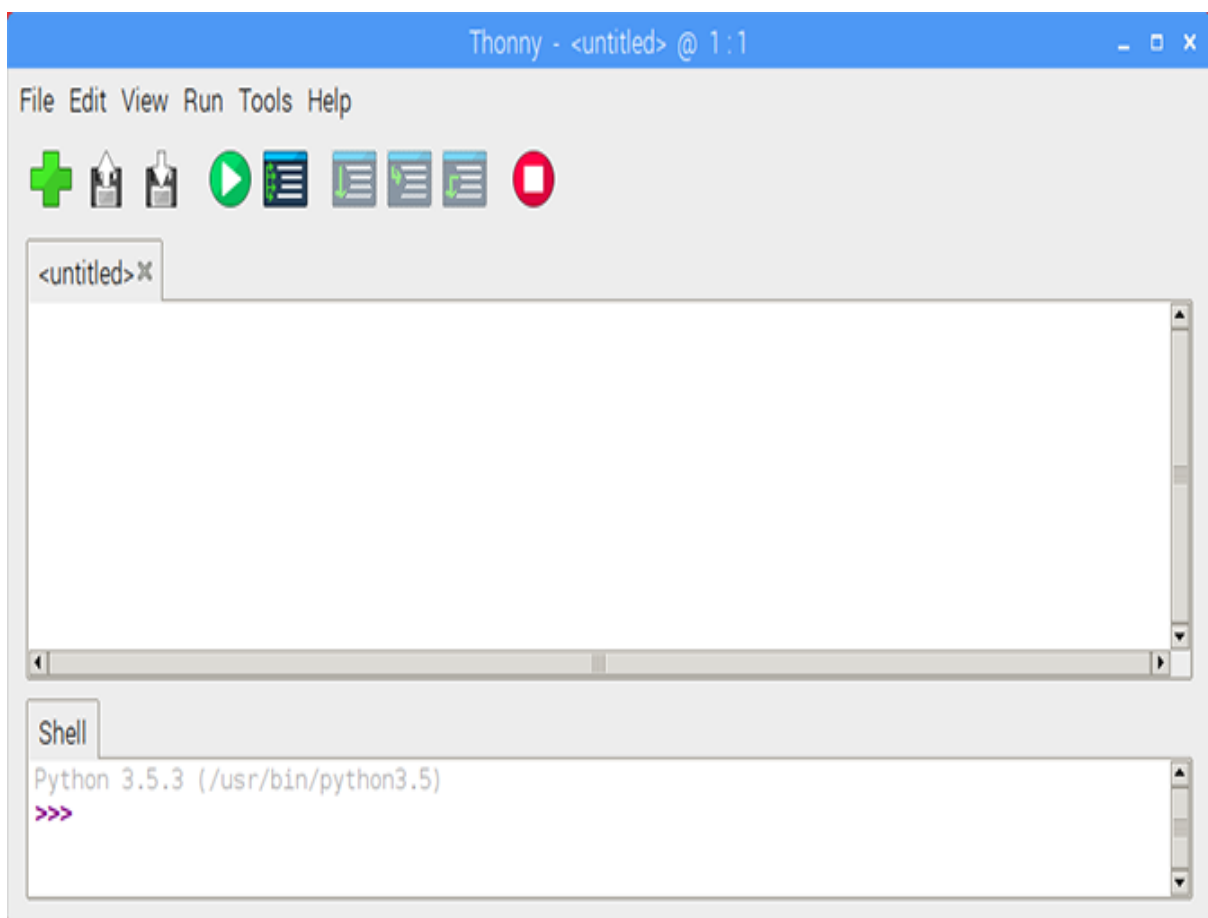 Thonny - <untitled> @ 1:1
File Edit View Run Tools Help
<untitled>
Shell
Python 3.5.3 (/usr/bin/python3.5)
>>>